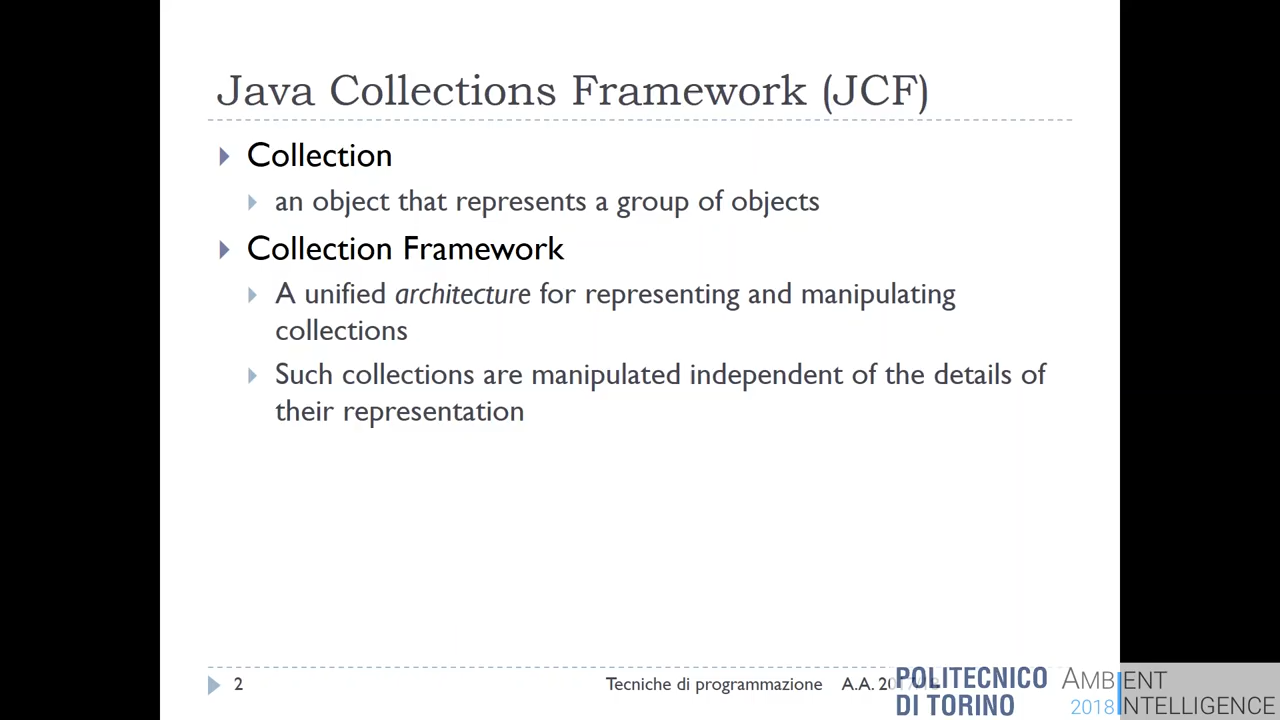 Java Collections Framework (JCF)
Collection
an object that represents a group of objects
Collection Framework
A unified architecture for representing and manipulating
collections
Such collections are manipulated independent of the details of
their representation
2
Tecniche di programmazione A.A.
POLITECNICO
DI TORINO
AMBIENT
2018 INTELLIGENCE